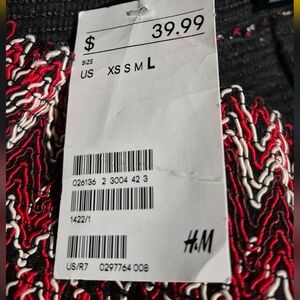 $ 39.99
SIZE
US XS S M L
026136 2 3004 42 3
1422/1
H&M
US/R7 0297764 008